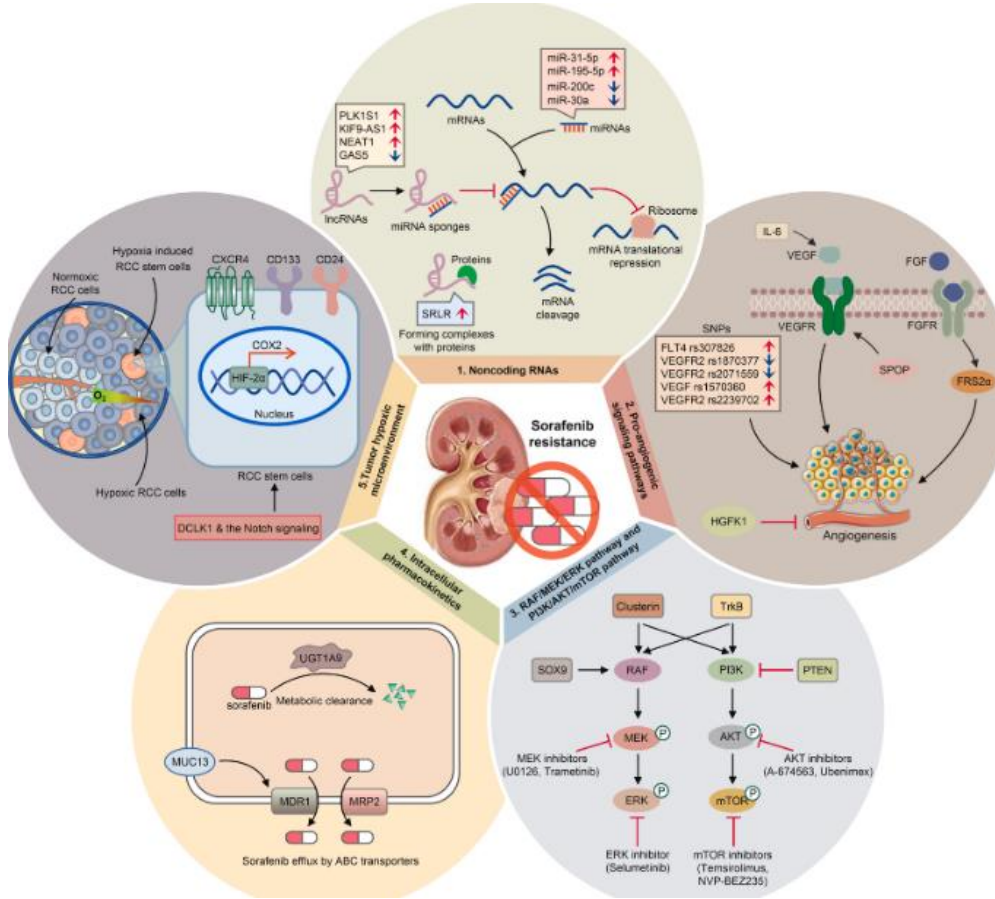 miR-31-5p
miR-195-5p
miR-200c
miR-30a
mRNAs
miRNAs
PLK1S1
KIF9-AS1
NEAT1
GAS5
lncRNAs
miRNA sponges
Ribosome
mRNA translational
repression
mRNA
cleavage
Proteins
SRLR
Forming complexes
with proteins
1. Noncoding RNAs
IL-6
VEGF
FGF
VEGFR
FGFR
SNPs
FLT4 rs307826
VEGFR2 rs1870377
VEGFR2 rs2071559
VEGF rs1570360
VEGFR2 rs2239702
SPOP
FRS2α
HGFK1
Angiogenesis
2. Pro-angiogenic
signaling pathways
Sorafenib
resistance
3. RAF/MEK/ERK pathway and
PI3K/AKT/mTOR pathway
Clusterin
TrkB
SOX9
RAF
PI3K
PTEN
MEK
P
AKT
P
MEK inhibitors
(U0126, Trametinib)
AKT inhibitors
(A-674563, Ubenimex)
ERK
P
mTOR
P
ERK inhibitor
(Selumetinib)
mTOR inhibitors
(Temsirolimus,
NVP-BEZ235)
4. Intracellular
pharmacokinetics
UGT1A9
sorafenib
Metabolic clearance
MUC13
MDR1
MRP2
Sorafenib efflux by ABC transporters
5.Tumor hypoxic
microenvironment
Hypoxia induced
RCC stem cells
Normoxic
RCC cells
CXCR4
CD133
CD24
COX2
HIF-2α
Nucleus
O2
Hypoxic RCC cells
RCC stem cells
DCLK1 & the Notch signaling